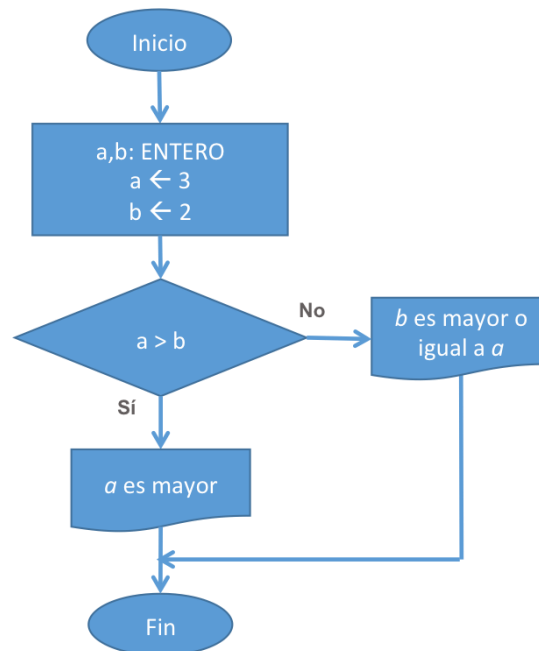 Inicio
a,b: ENTERO
a ← 3
b ← 2
a > b
No
b es mayor o
igual a a
Sí
a es mayor
Fin